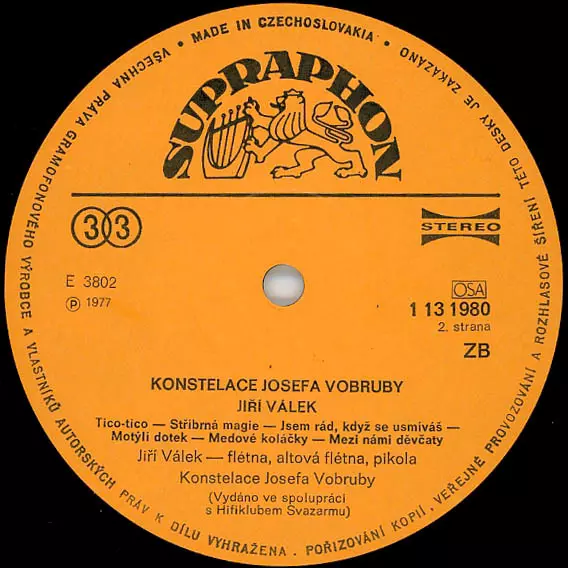 • MADE IN CZECHOSLOVAKIA •
VŠECHNA PRÁVA GRAMOFONOVÉHO VÝROBCE A VLASTNÍKŮ AUTORSKÝCH PRÁV K DÍLU VYHRAŽENA. POŘIZOVÁNÍ KOPIÍ, VEŘEJNÉ PROVOZOVÁNÍ A ROZHLASOVÉ ŠÍŘENÍ TÉTO DESKY JE ZAKÁZÁNO
SUPRAPHON
33
STEREO
E 3802
℗ 1977
OSA
1 13 1980
2. strana
ZB
KONSTELACE JOSEFA VOBRUBY
JIŘÍ VÁLEK
Tico-tico — Stříbrná magie — Jsem rád, když se usmíváš —
Motýlí dotek — Medové koláčky — Mezi námi děvčaty
Jiří Válek — flétna, altová flétna, pikola
Konstelace Josefa Vobruby
(Vydáno ve spolupráci
s Hifiklubem Svazarmu)